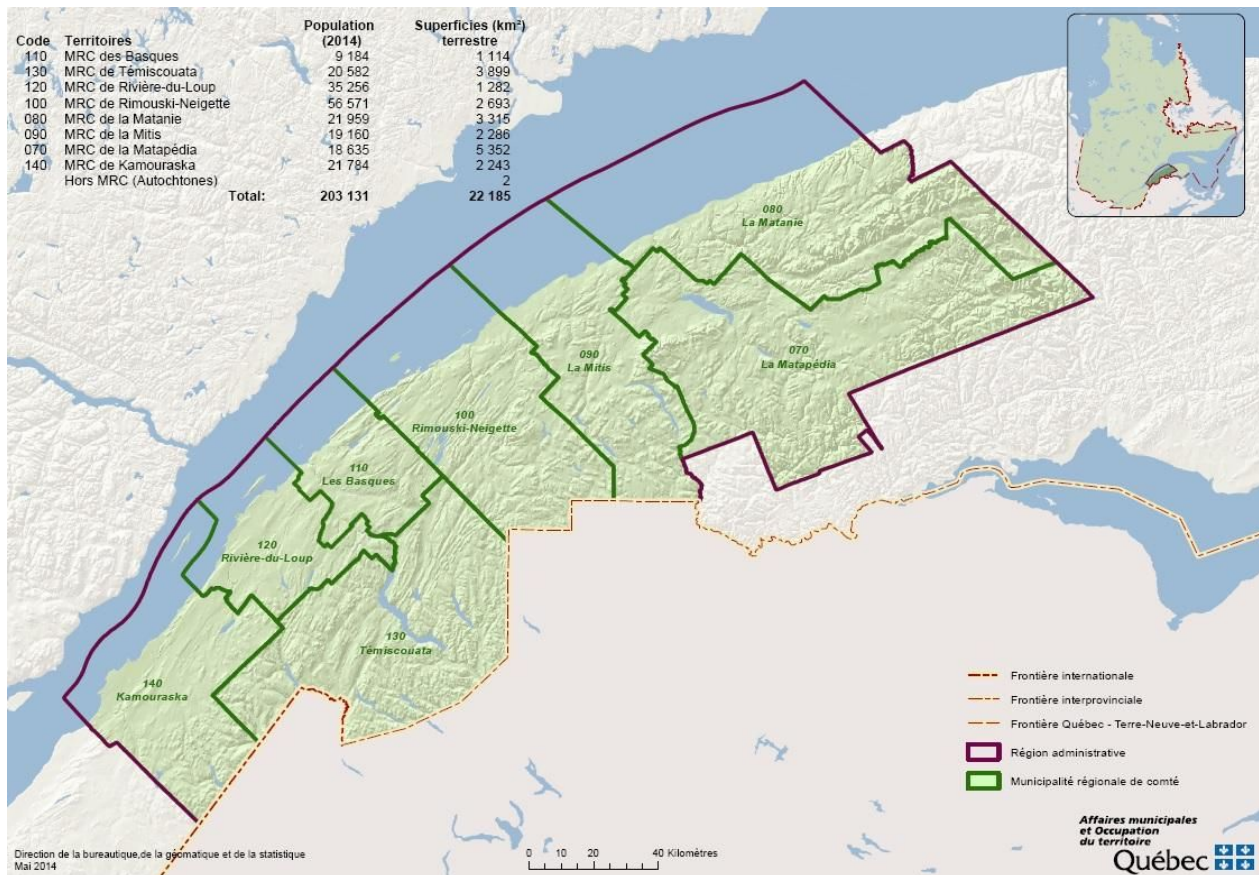 Population Superficies (km²)
Code Territoires (2014) terrestre
110 MRC des Basques 9 184 1 114
130 MRC de Témiscouata 20 582 3 899
120 MRC de Rivière-du-Loup 35 256 1 282
100 MRC de Rimouski-Neigette 56 571 2 693
080 MRC de la Matanie 21 959 3 315
090 MRC de la Mitis 19 160 2 286
070 MRC de la Matapédia 18 635 5 352
140 MRC de Kamouraska 21 784 2 243
Hors MRC (Autochtones) 2
Total: 203 131 22 185
080
La Matanie
090
La Mitis
070
La Matapédia
100
Rimouski-Neigette
110
Les Basques
120
Rivière-du-Loup
130
Témiscouata
140
Kamouraska
Frontière internationale
Frontière interprovinciale
Frontière Québec - Terre-Neuve-et-Labrador
Région administrative
Municipalité régionale de comté
Direction de la bureautique,de la géomatique et de la statistique
Mai 2014
0 10 20 40 Kilomètres
Affaires municipales
et Occupation
du territoire
Québec